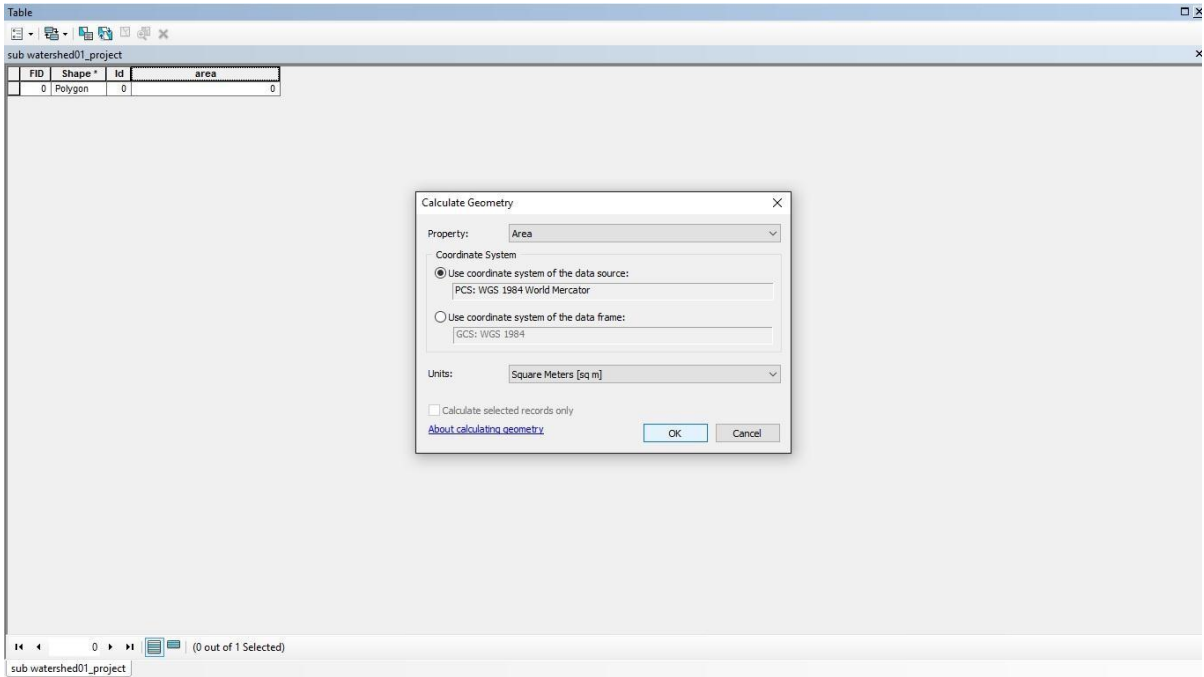 Table
sub watershed01_project
FID Shape * Id area
0 Polygon 0 0
Calculate Geometry
Property: Area
Coordinate System
Use coordinate system of the data source:
PCS: WGS 1984 World Mercator
Use coordinate system of the data frame:
GCS: WGS 1984
Units: Square Meters [sq m]
Calculate selected records only
About calculating geometry
OK Cancel
0 (0 out of 1 Selected)
sub watershed01_project